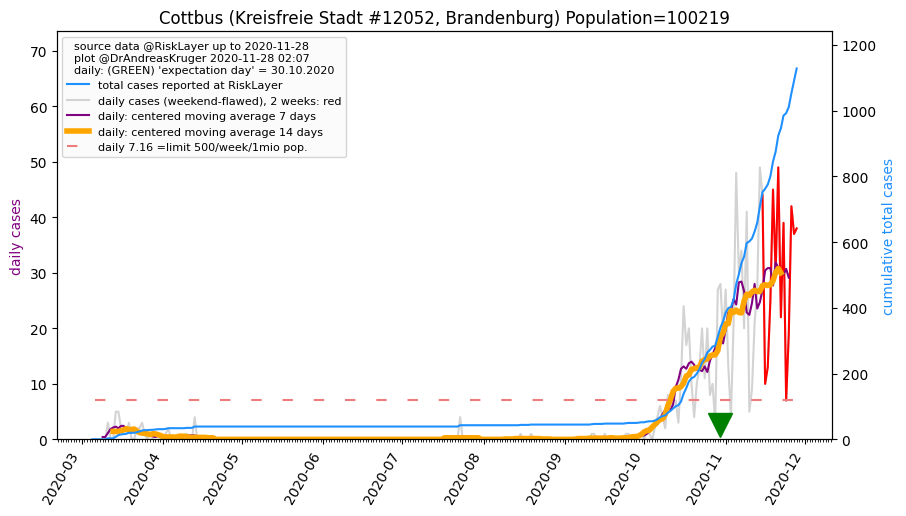 Cottbus (Kreisfreie Stadt #12052, Brandenburg) Population=100219
source data @RiskLayer up to 2020-11-28
plot @DrAndreasKruger 2020-11-28 02:07
daily: (GREEN) 'expectation day' = 30.10.2020
total cases reported at RiskLayer
daily cases (weekend-flawed), 2 weeks: red
daily: centered moving average 7 days
daily: centered moving average 14 days
daily 7.16 =limit 500/week/1mio pop.
daily cases
70
60
50
40
30
20
10
0
1200
1000
800
600
400
200
0
cumulative total cases
2020-03
2020-04
2020-05
2020-06
2020-07
2020-08
2020-09
2020-10
2020-11
2020-12